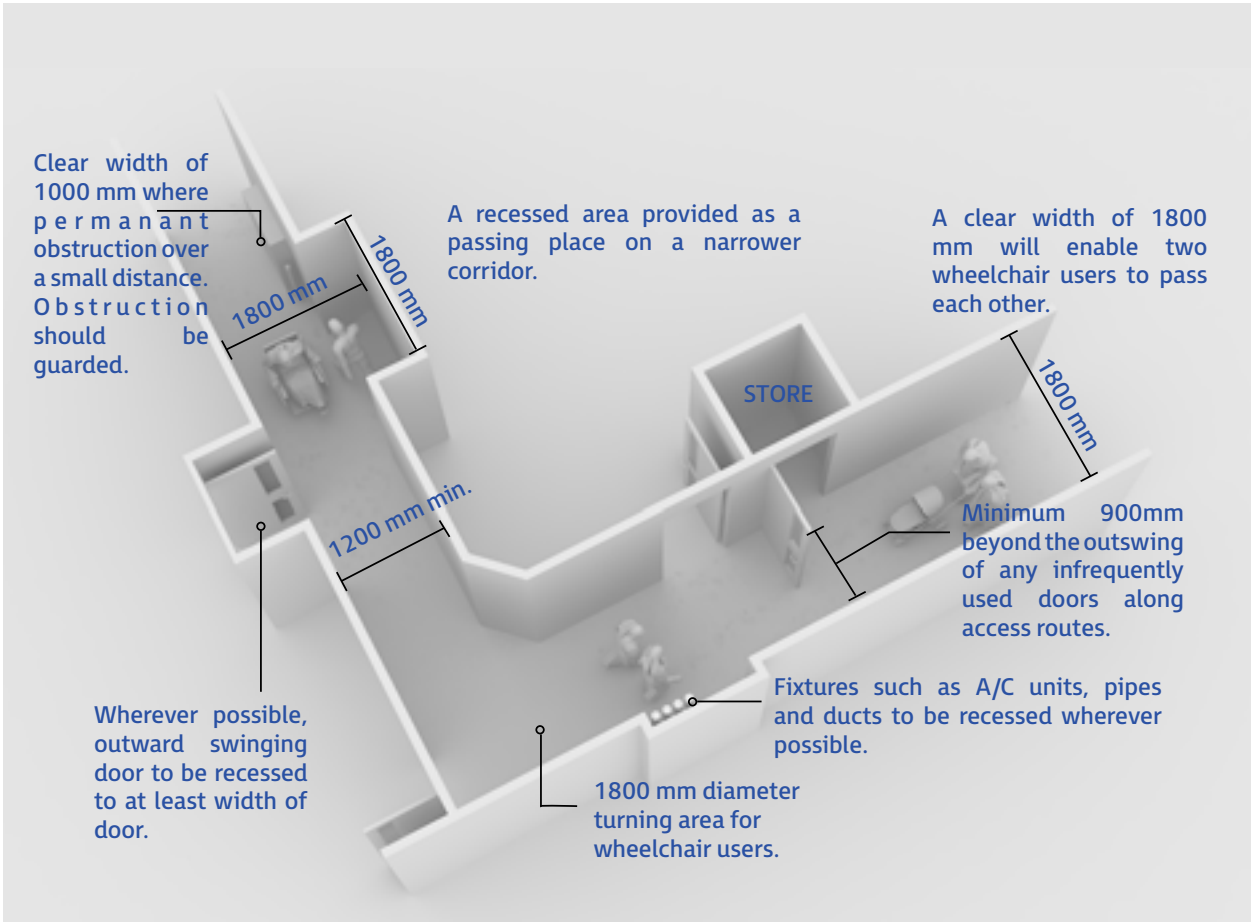 Clear width of
1000 mm where
permanant
obstruction over
a small distance.
Obstruction
should be
guarded.
1800 mm
1800 mm
A recessed area provided as a
passing place on a narrower
corridor.
A clear width of 1800
mm will enable two
wheelchair users to pass
each other.
STORE
1800 mm
1200 mm min.
Minimum 900mm
beyond the outswing
of any infrequently
used doors along
access routes.
Wherever possible,
outward swinging
door to be recessed
to at least width of
door.
Fixtures such as A/C units, pipes
and ducts to be recessed wherever
possible.
1800 mm diameter
turning area for
wheelchair users.